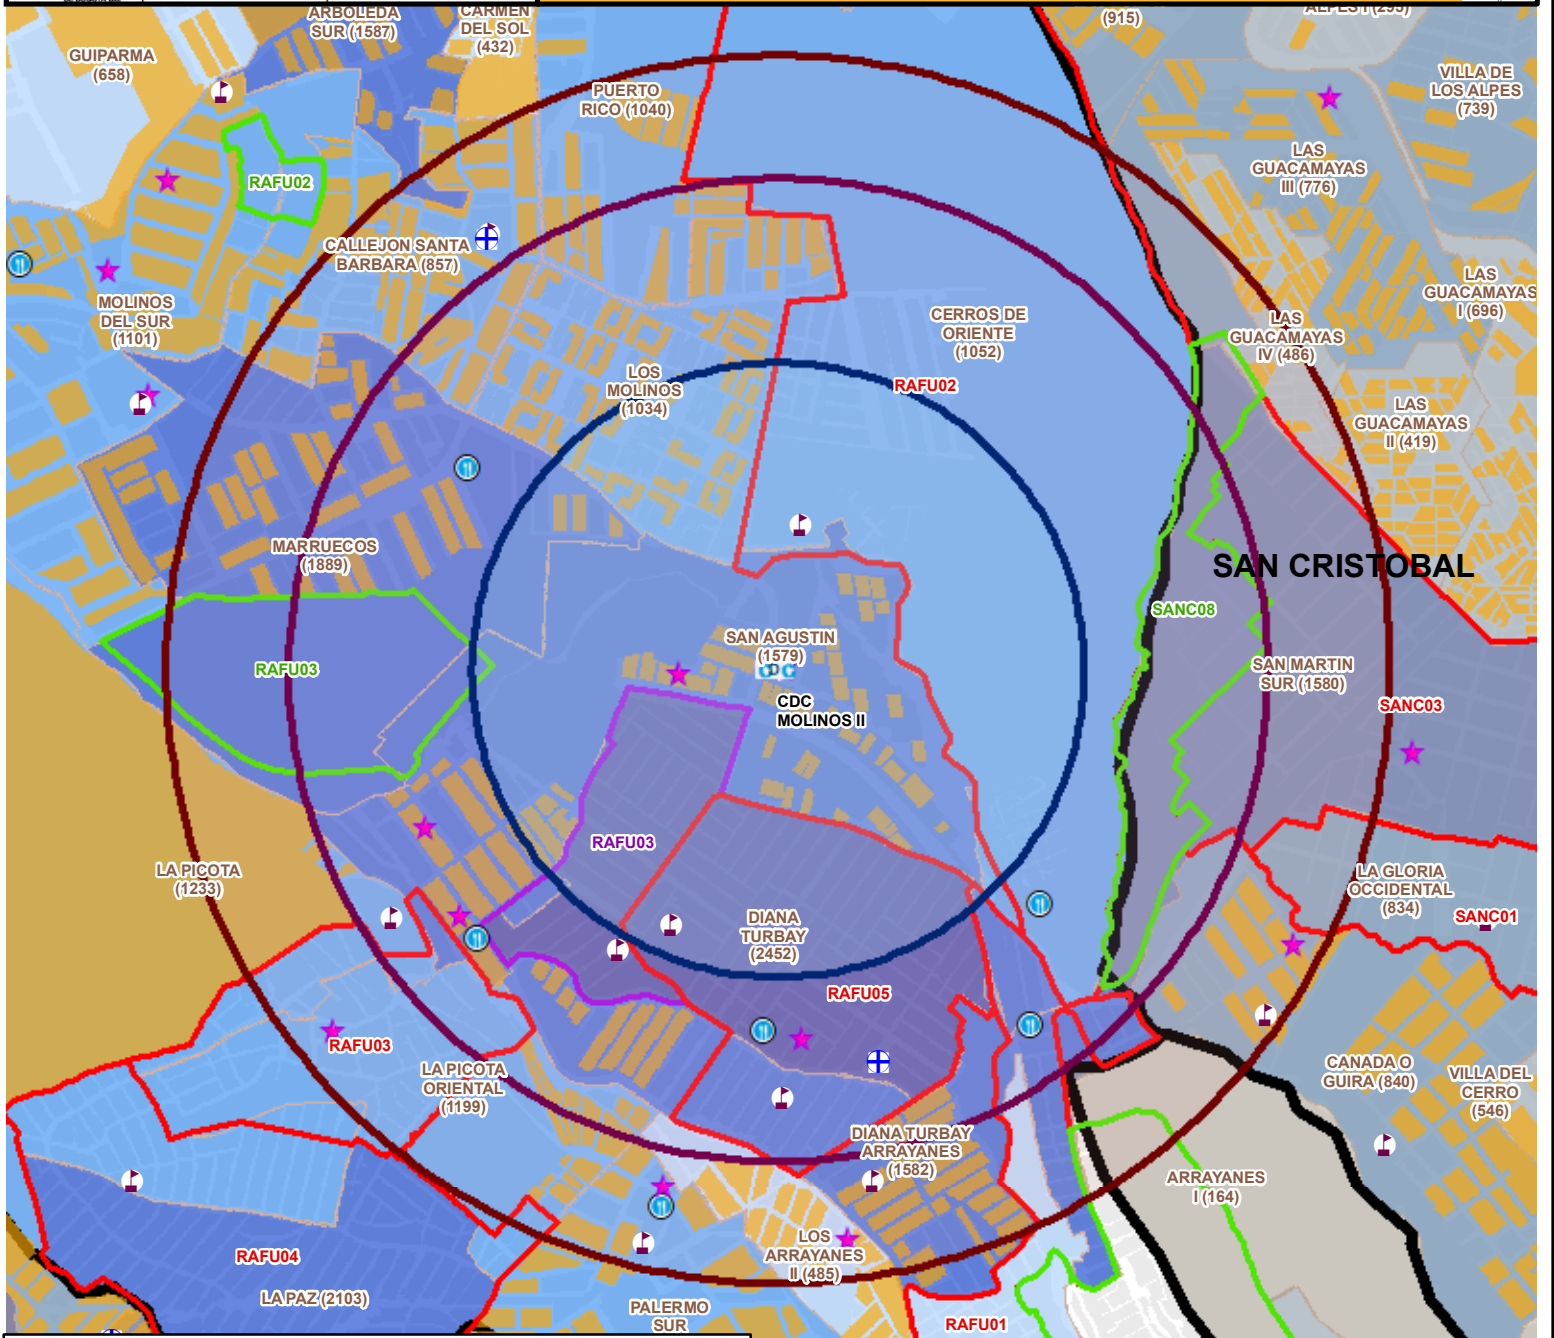 ARBOLEDA
SUR (1587)
CARMEN
DEL SOL
(432)
(915)
ALPES I (295)
GUIPARMA
(658)
PUERTO
RICO (1040)
VILLA DE
LOS ALPES
(739)
LAS
GUACAMAYAS
III (776)
RAFU02
CALLEJON SANTA
BARBARA (857)
LAS
GUACAMAYAS
I (696)
MOLINOS
DEL SUR
(1101)
CERROS DE
ORIENTE
(1052)
LAS
GUACAMAYAS
IV (486)
LOS
MOLINOS
(1034)
RAFU02
LAS
GUACAMAYAS
II (419)
MARRUECOS
(1889)
SAN CRISTOBAL
SANC08
SAN AGUSTIN
(1579)
RAFU03
CDC
CDC
MOLINOS II
SAN MARTIN
SUR (1580)
SANC03
RAFU03
LA PICOTA
(1233)
LA GLORIA
OCCIDENTAL
(834)
SANC01
DIANA
TURBAY
(2452)
RAFU05
RAFU03
LA PICOTA
ORIENTAL
(1199)
CANADA O
GUIRA (840)
VILLA DEL
CERRO
(546)
DIANA TURBAY
ARRAYANES
(1582)
ARRAYANES
I (164)
RAFU04
LOS
ARRAYANES
II (485)
LA PAZ (2103)
PALERMO
SUR
RAFU01